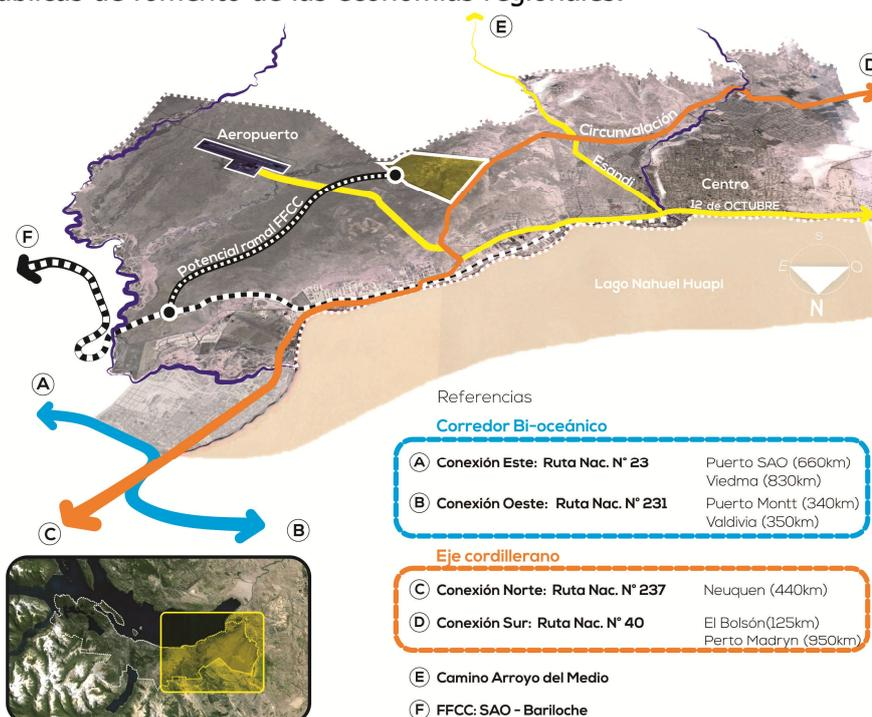 úblicas de fomento de las economías regionales.
E
D
Aeropuerto
Circunvalación
Esandi
Centro
12 de OCTUBRE
F
Potencial ramal FFCC
S
E O
N
Lago Nahuel Huapi
A
B
C
Referencias
Corredor Bi-oceánico
A Conexión Este: Ruta Nac. N° 23 Puerto SAO (660km)
Viedma (830km)
B Conexión Oeste: Ruta Nac. N° 231 Puerto Montt (340km)
Valdivia (350km)
Eje cordillerano
C Conexión Norte: Ruta Nac. N° 237 Neuquen (440km)
D Conexión Sur: Ruta Nac. N° 40 El Bolsón(125km)
Perto Madryn (950km)
E Camino Arroyo del Medio
F FFCC: SAO - Bariloche